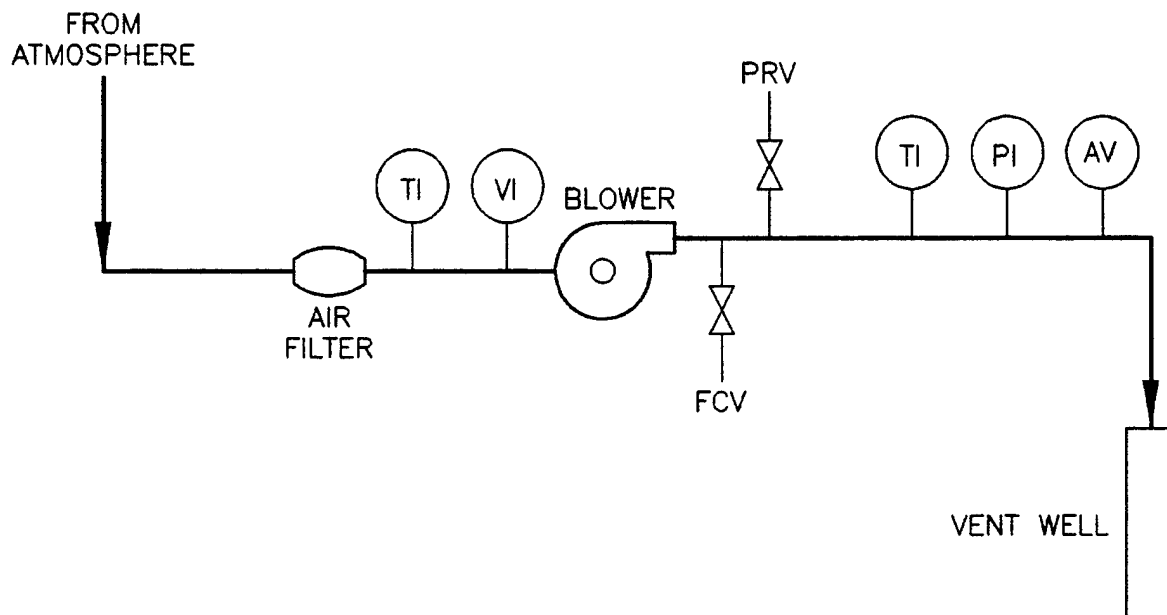 FROM
ATMOSPHERE
PRV
TI
VI
BLOWER
TI
PI
AV
AIR
FILTER
FCV
VENT WELL